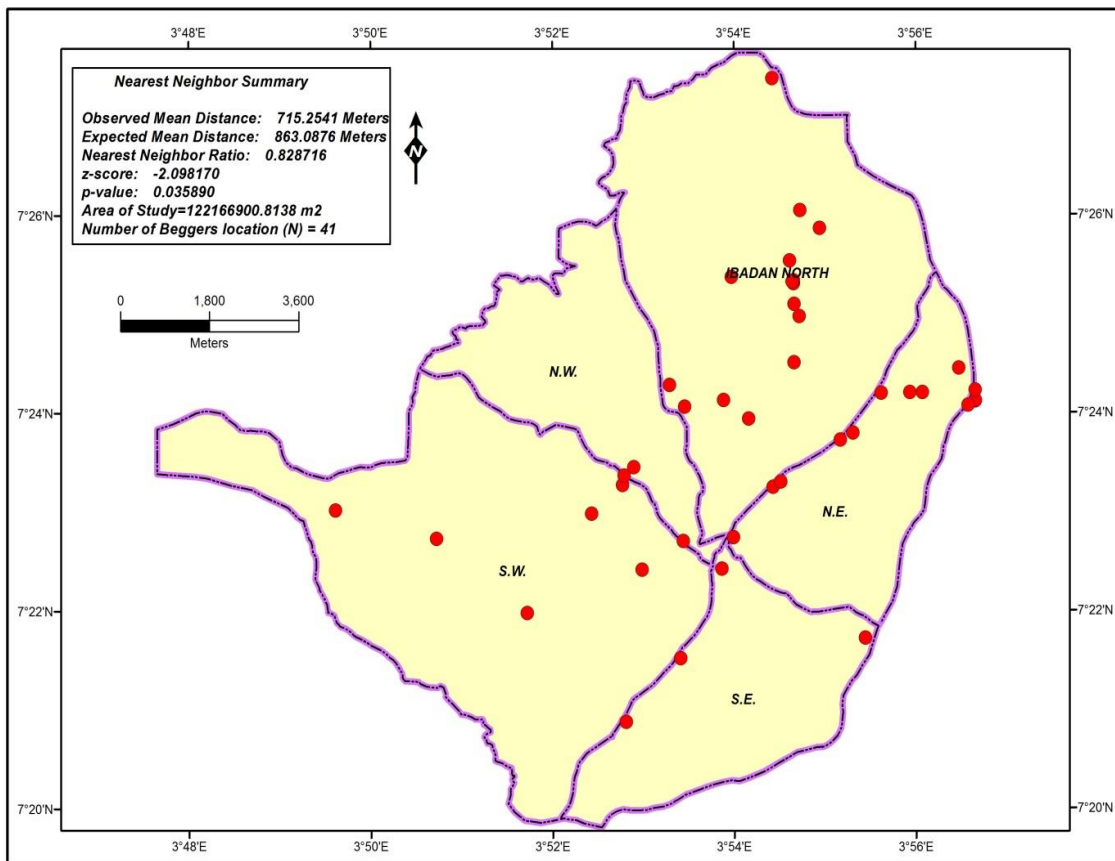 3°48'E 3°50'E 3°52'E 3°54'E 3°56'E
Nearest Neighbor Summary
Observed Mean Distance: 715.2541 Meters
Expected Mean Distance: 863.0876 Meters
Nearest Neighbor Ratio: 0.828716
z-score: -2.098170
p-value: 0.035890
Area of Study=122166900.8138 m2
Number of Beggers location (N) = 41
N
7°26'N 7°26'N
IBADAN NORTH
0 1,800 3,600
Meters
N.W.
7°24'N 7°24'N
N.E.
S.W.
7°22'N 7°22'N
S.E.
7°20'N 7°20'N
3°48'E 3°50'E 3°52'E 3°54'E 3°56'E